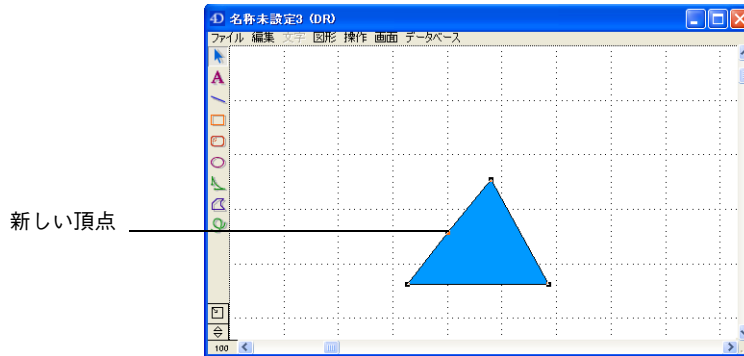 名称未設定3 (DR)
ファイル 編集 文字 図形 操作 画面 データベース
A
新しい頂点
100